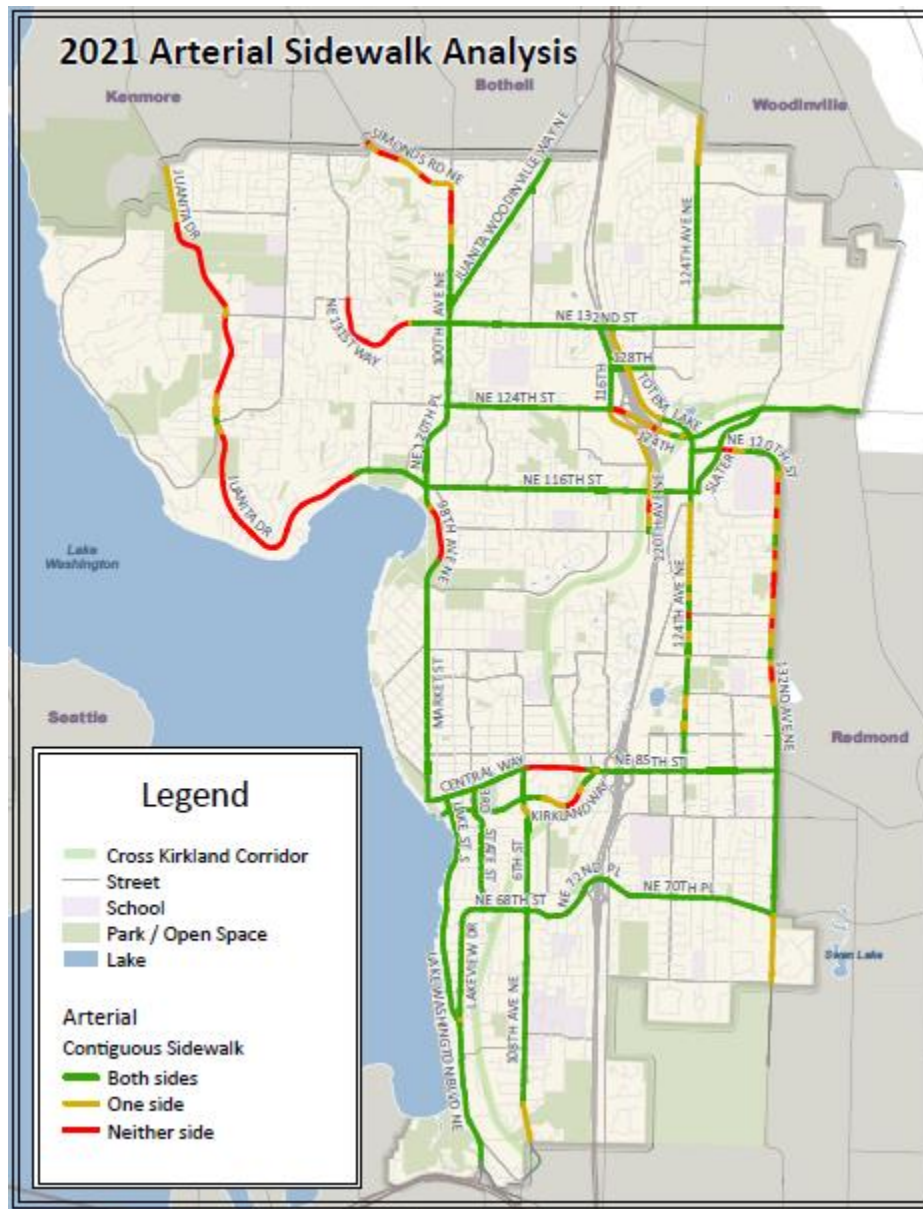 2021 Arterial Sidewalk Analysis
Kenmore
Bothell
Woodinville
SIMONDS RD NE
JUANITA WOODINVILLE WAY NE
JUANITA DR
124TH AVE NE
100TH AVE NE
NE 132ND ST
NE 131ST WAY
128TH
116TH
TOTEM LAKE
NE 124TH ST
124TH
NE 120TH PL
NE 120TH ST
SLATER
NE 116TH ST
JUANITA DR
98TH AVE NE
120TH AVE NE
Lake
Washington
124TH AVE NE
MARKET ST
132ND AVE NE
Seattle
Redmond
CENTRAL WAY
NE 85TH ST
3RD
KIRKLAND WAY
LAKE ST S
STATE ST
6TH ST
NE 72ND PL
NE 70TH PL
NE 68TH ST
LAKEVIEW DR
Swan Lake
LAKE WASHINGTON BLVD NE
108TH AVE NE
Legend
Cross Kirkland Corridor
Street
School
Park / Open Space
Lake
Arterial
Contiguous Sidewalk
Both sides
One side
Neither side